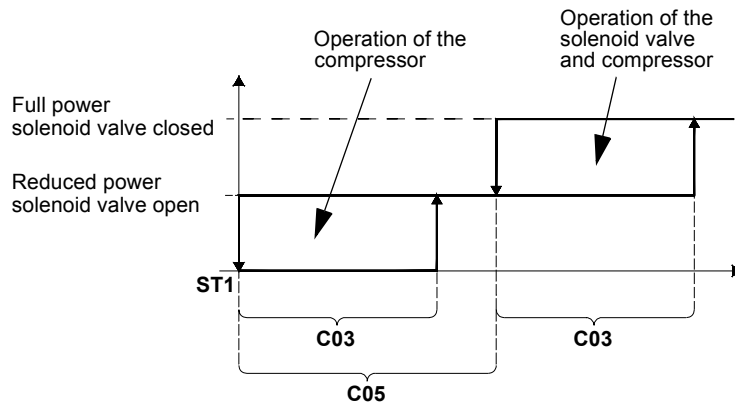 Operation of the
compressor
Operation of the
solenoid valve
and compressor
Full power
solenoid valve closed
Reduced power
solenoid valve open
ST1
C03
C03
C05